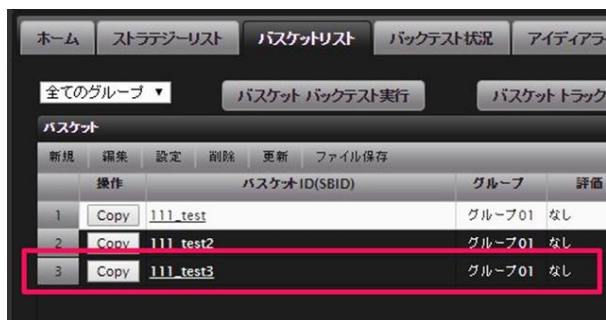 ホーム ストラテジーリスト バスケットリスト バックテスト状況 アイディアラ
全てのグループ ▼ バスケット バックテスト実行 バスケット トラック
バスケット
新規 編集 設定 削除 更新 ファイル保存
操作 バスケットID(SBID) グループ 評価
1 Copy 111_test グループ01 なし
2 Copy 111_test2 グループ01 なし
3 Copy 111_test3 グループ01 なし